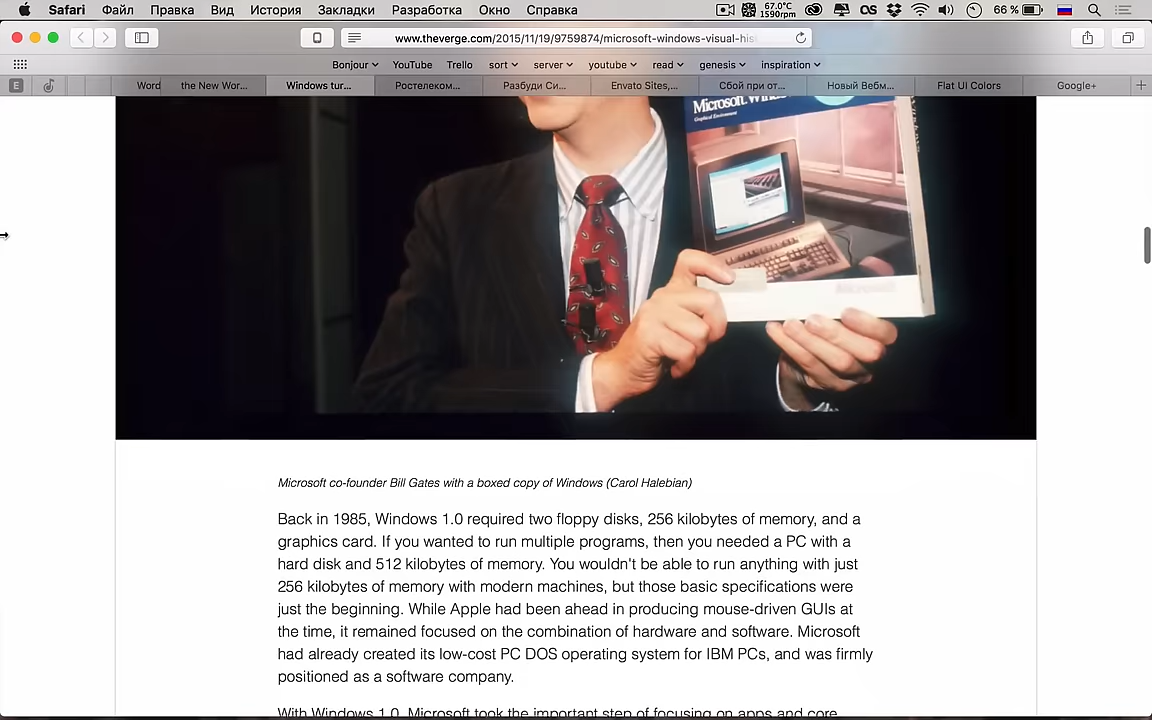 Safari Файл Правка Вид История Закладки Разработка Окно Справка OS 67.0°C 1590rpm 66 %
www.theverge.com/2015/11/19/9759874/microsoft-windows-visual-his
Bonjour YouTube Trello sort server youtube read genesis inspiration
E Word the New Wor... Windows tur... Ростелеком... Разбуди Си... Envato Sites,... Сбой при от... Новый Вебм... Flat UI Colors Google+
Microsoft. Win
Graphical Environment
Microsoft
Microsoft co-founder Bill Gates with a boxed copy of Windows (Carol Halebian)
Back in 1985, Windows 1.0 required two floppy disks, 256 kilobytes of memory, and a
graphics card. If you wanted to run multiple programs, then you needed a PC with a
hard disk and 512 kilobytes of memory. You wouldn't be able to run anything with just
256 kilobytes of memory with modern machines, but those basic specifications were
just the beginning. While Apple had been ahead in producing mouse-driven GUIs at
the time, it remained focused on the combination of hardware and software. Microsoft
had already created its low-cost PC DOS operating system for IBM PCs, and was firmly
positioned as a software company.
With Windows 1.0, Microsoft took the important step of focusing on apps and core